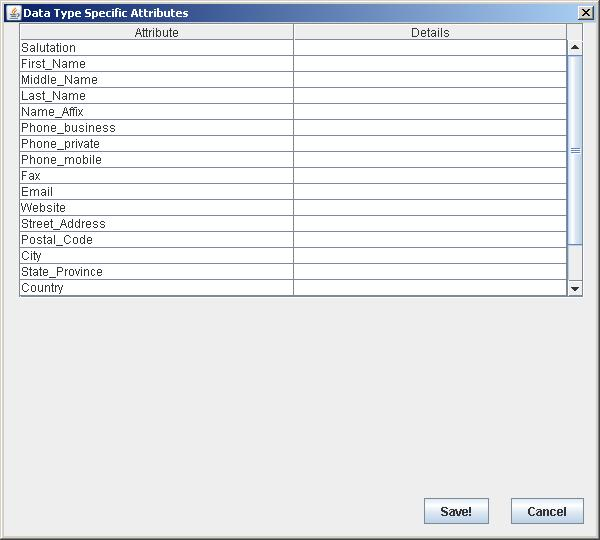 Data Type Specific Attributes
Attribute Details
Salutation
First_Name
Middle_Name
Last_Name
Name_Affix
Phone_business
Phone_private
Phone_mobile
Fax
Email
Website
Street_Address
Postal_Code
City
State_Province
Country
Save! Cancel